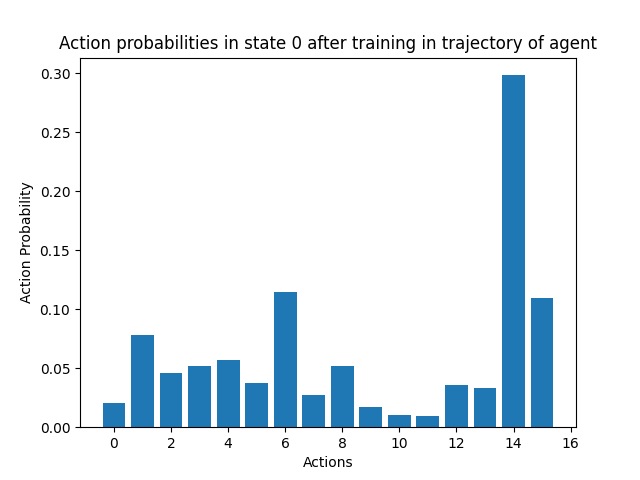 Action probabilities in state 0 after training in trajectory of agent
0.30
0.25
0.20
0.15
0.10
0.05
0.00
Action Probability
0 2 4 6 8 10 12 14 16
Actions